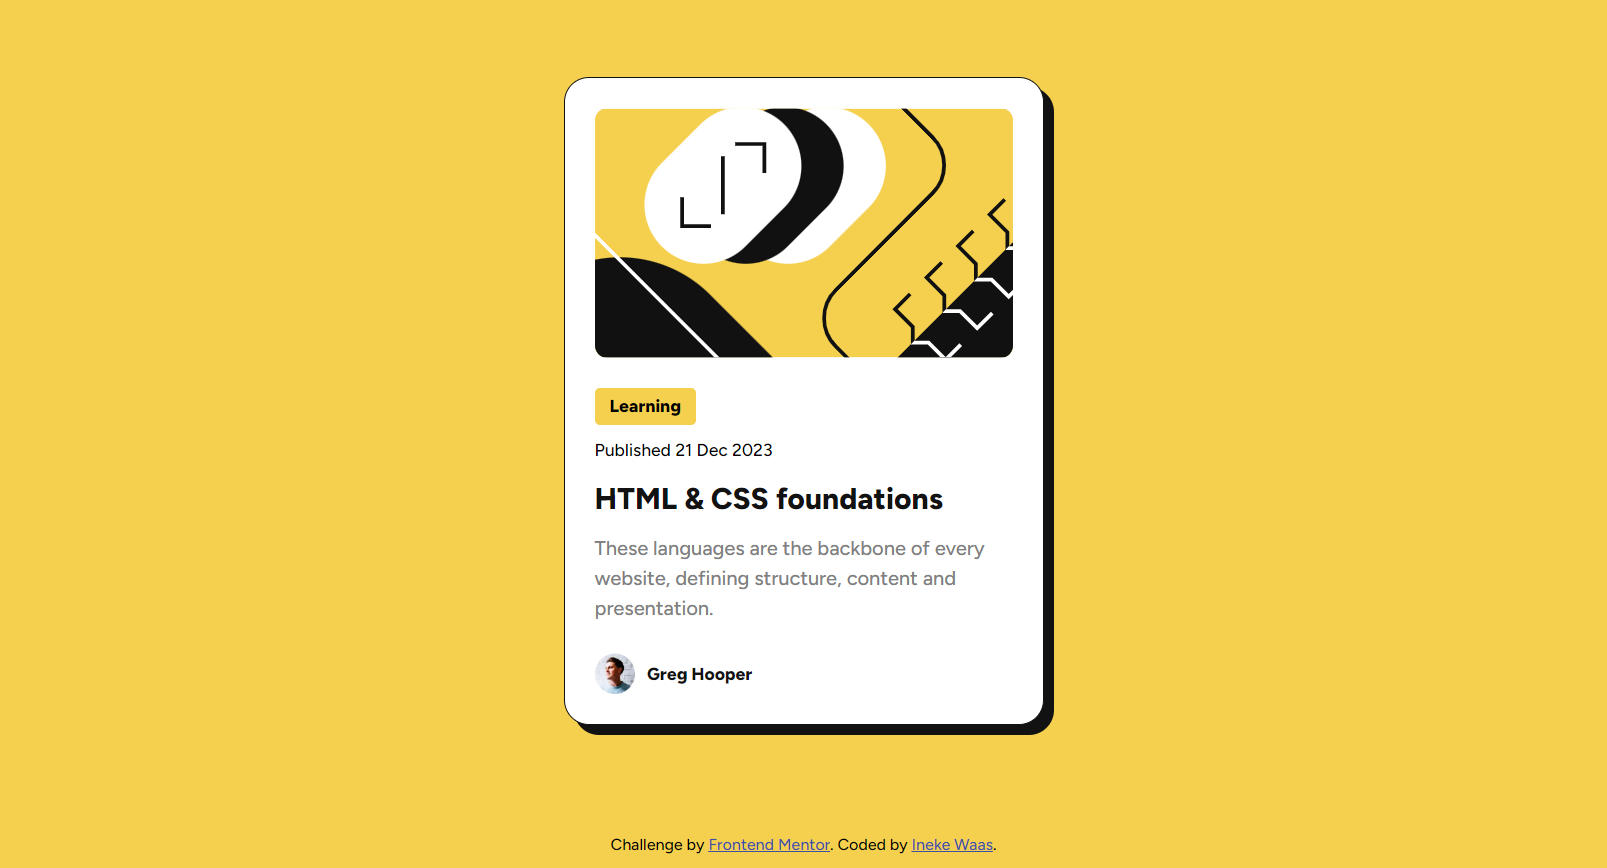 Learning
Published 21 Dec 2023
HTML & CSS foundations
These languages are the backbone of every
website, defining structure, content and
presentation.
Greg Hooper
Challenge by Frontend Mentor. Coded by Ineke Waas.